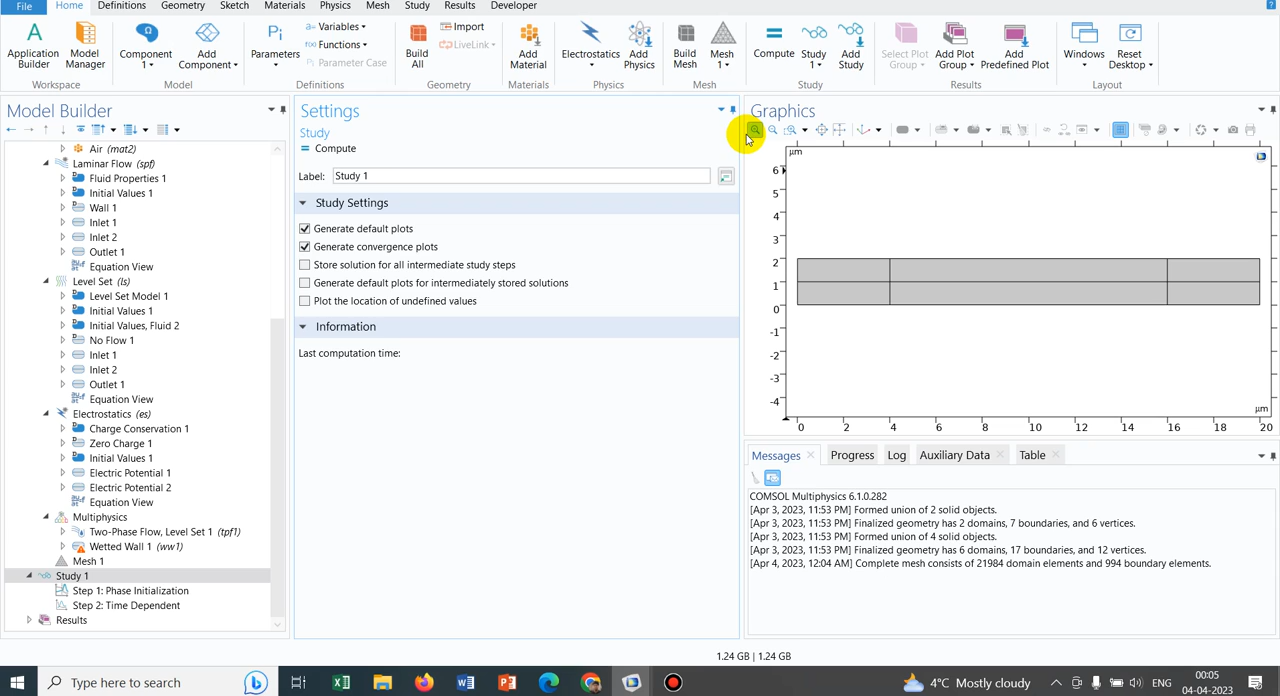 File Home Definitions Geometry Sketch Materials Physics Mesh Study Results Developer
Application Builder
Model Manager
Workspace
Component 1
Add Component
Model
Parameters
a= Variables
f(x) Functions
Parameter Case
Definitions
Build All
Import
LiveLink
Geometry
Add Material
Materials
Electrostatics
Add Physics
Physics
Build Mesh
Mesh 1
Mesh
Compute
Study 1
Add Study
Study
Select Plot Group
Add Plot Group
Add Predefined Plot
Results
Windows
Reset Desktop
Layout
Model Builder
Air (mat2)
Laminar Flow (spf)
Fluid Properties 1
Initial Values 1
Wall 1
Inlet 1
Inlet 2
Outlet 1
Equation View
Level Set (ls)
Level Set Model 1
Initial Values 1
Initial Values, Fluid 2
No Flow 1
Inlet 1
Inlet 2
Outlet 1
Equation View
Electrostatics (es)
Charge Conservation 1
Zero Charge 1
Initial Values 1
Electric Potential 1
Electric Potential 2
Equation View
Multiphysics
Two-Phase Flow, Level Set 1 (tpf1)
Wetted Wall 1 (ww1)
Mesh 1
Study 1
Step 1: Phase Initialization
Step 2: Time Dependent
Results
Settings
Study
= Compute
Label: Study 1
Study Settings
Generate default plots
Generate convergence plots
Store solution for all intermediate study steps
Generate default plots for intermediately stored solutions
Plot the location of undefined values
Information
Last computation time:
Graphics
µm
6
5
4
3
2
1
0
-1
-2
-3
-4
µm
0 2 4 6 8 10 12 14 16 18 20
Messages Progress Log Auxiliary Data Table
COMSOL Multiphysics 6.1.0.282
[Apr 3, 2023, 11:53 PM] Formed union of 2 solid objects.
[Apr 3, 2023, 11:53 PM] Finalized geometry has 2 domains, 7 boundaries, and 6 vertices.
[Apr 3, 2023, 11:53 PM] Formed union of 4 solid objects.
[Apr 3, 2023, 11:53 PM] Finalized geometry has 6 domains, 17 boundaries, and 12 vertices.
[Apr 4, 2023, 12:04 AM] Complete mesh consists of 21984 domain elements and 994 boundary elements.
1.24 GB | 1.24 GB
Type here to search
4°C Mostly cloudy
ENG
00:05
04-04-2023